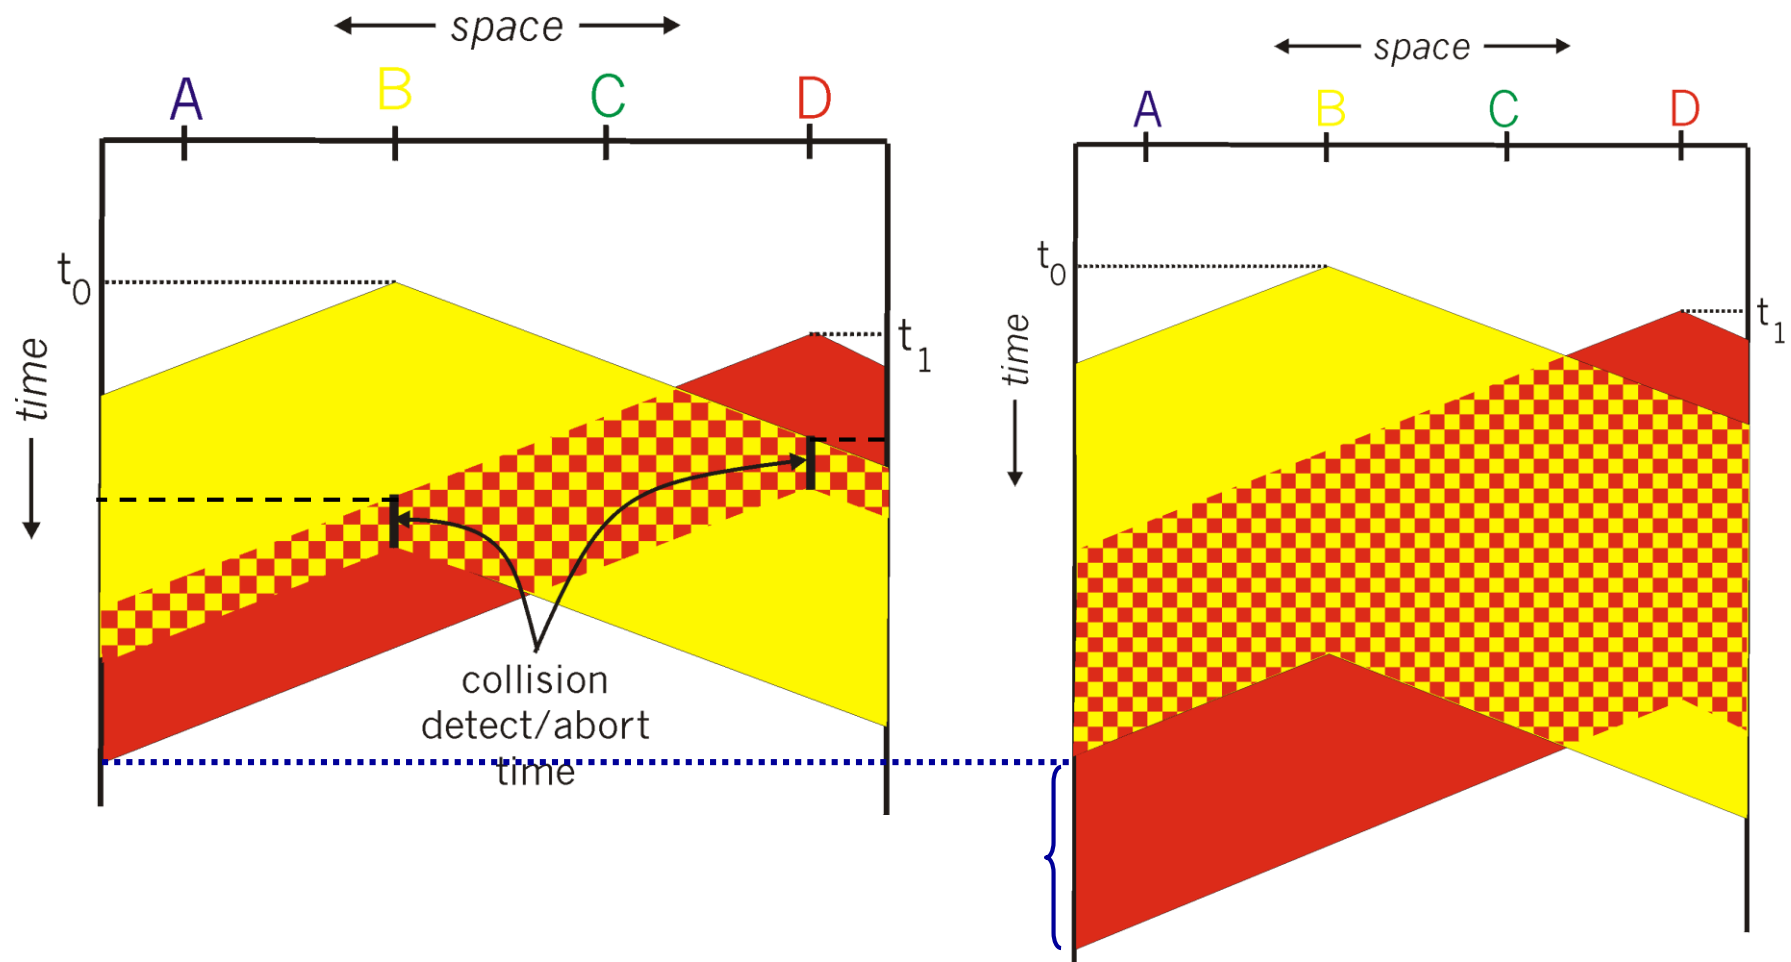 space
A B C D
t0
t1
time
collision
detect/abort
time
space
A B C D
t0
t1
time